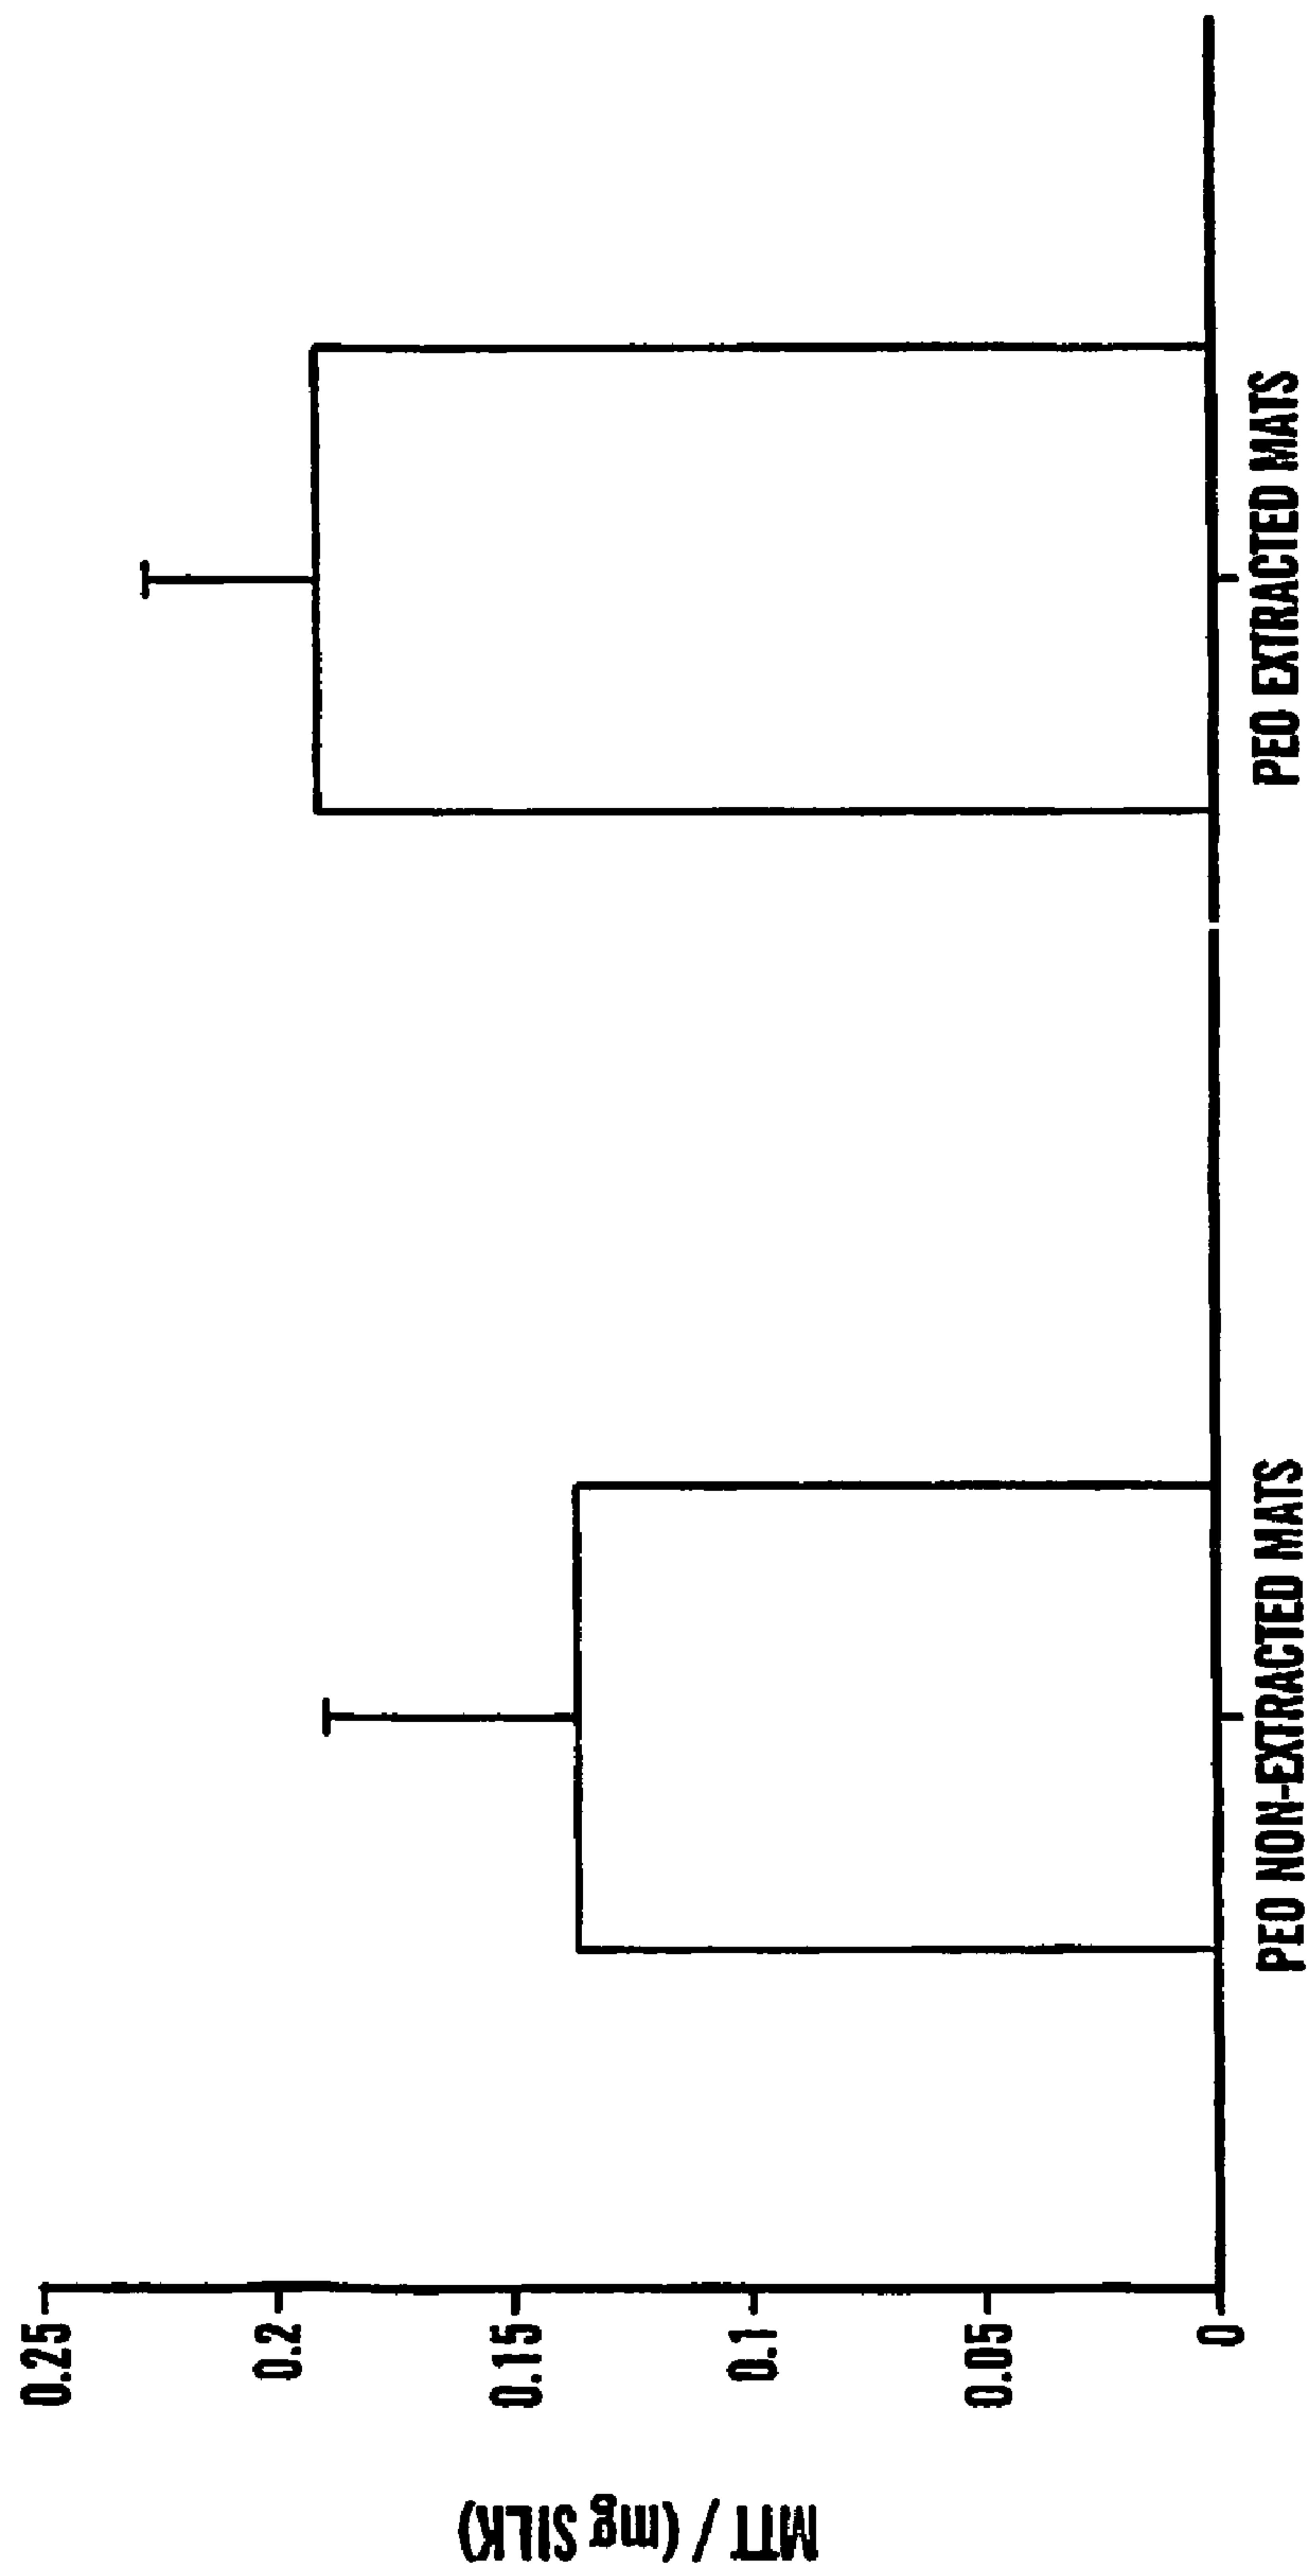 MTT / (mg SILK)
0.25
0.2
0.15
0.1
0.05
0
PEO NON-EXTRACTED MATS
PEO EXTRACTED MATS